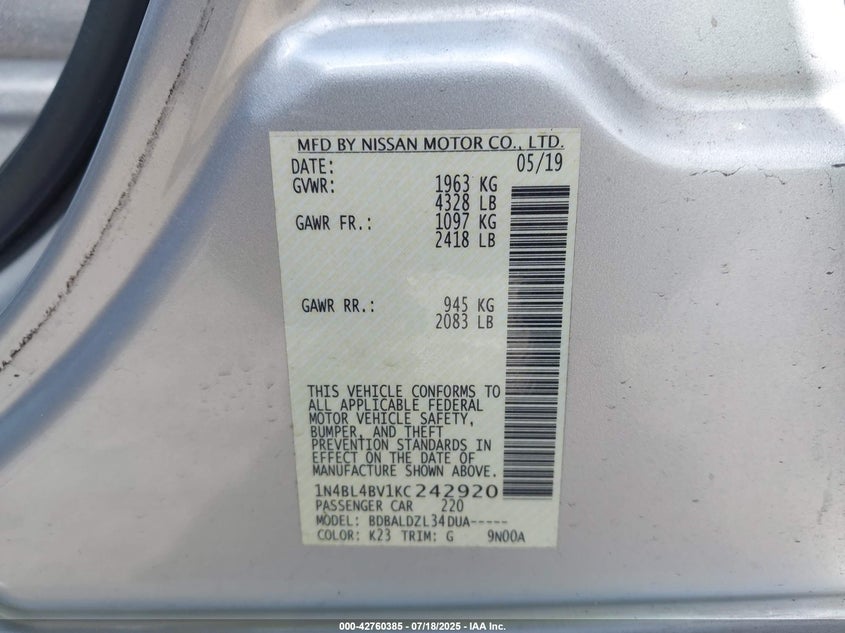 MFD BY NISSAN MOTOR CO., LTD.
DATE: 05/19
GVWR: 1963 KG
4328 LB
GAWR FR.: 1097 KG
2418 LB
GAWR RR.: 945 KG
2083 LB
THIS VEHICLE CONFORMS TO
ALL APPLICABLE FEDERAL
MOTOR VEHICLE SAFETY,
BUMPER, AND THEFT
PREVENTION STANDARDS IN
EFFECT ON THE DATE OF
MANUFACTURE SHOWN ABOVE.
1N4BL4BV1KC242920
PASSENGER CAR 220
MODEL: BDBALDZL34DUA-----
COLOR: K23 TRIM: G 9N00A
000-42760385 - 07/18/2025 - IAA Inc.